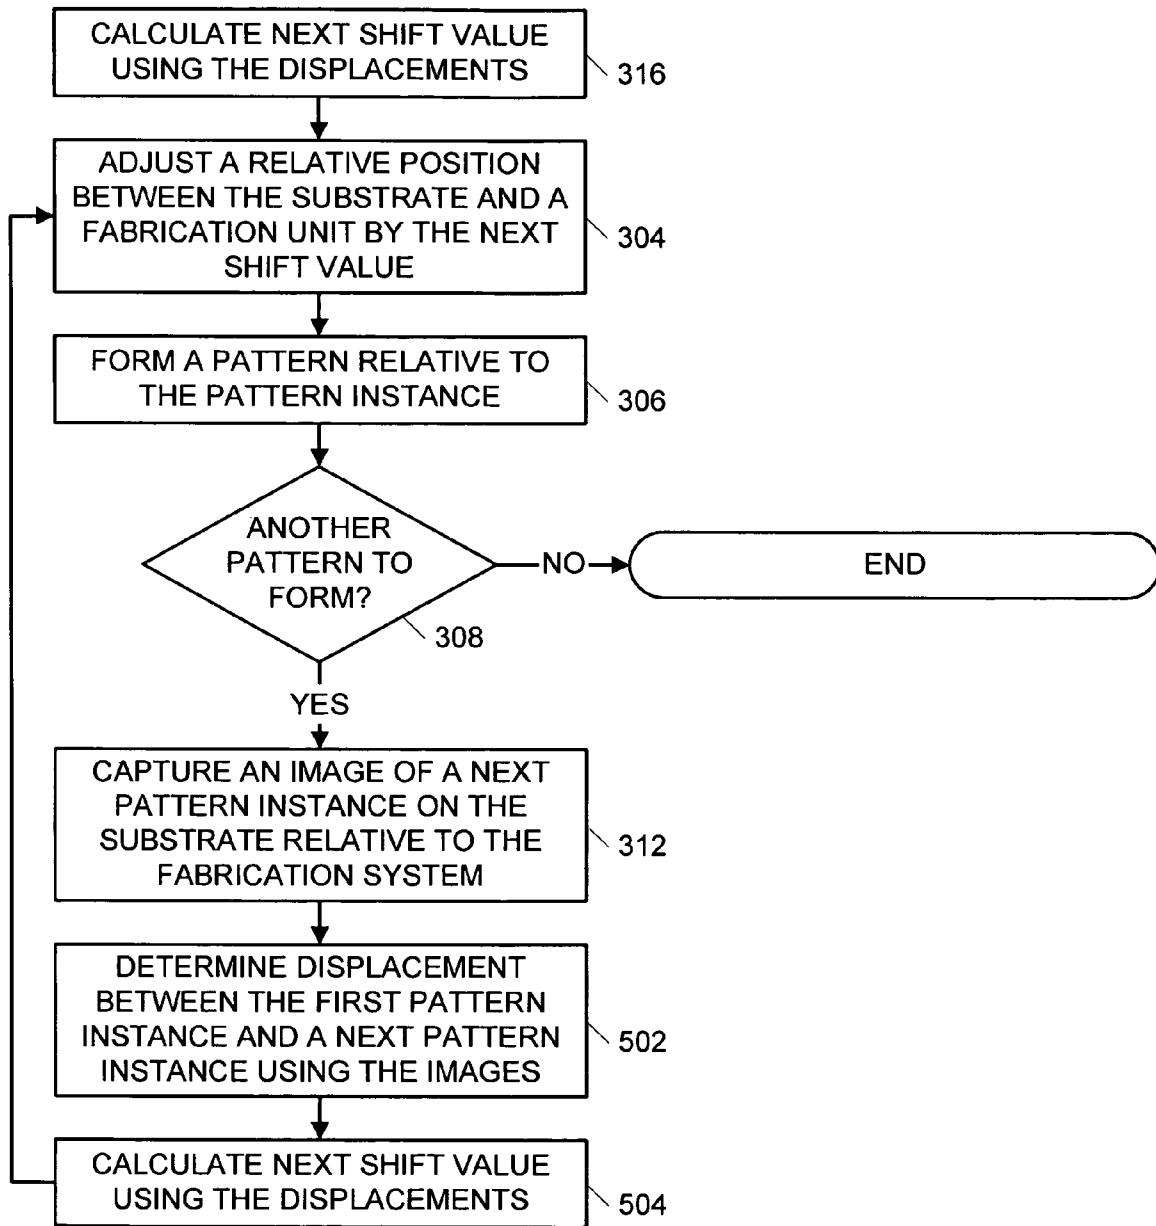 CALCULATE NEXT SHIFT VALUE
USING THE DISPLACEMENTS
316
ADJUST A RELATIVE POSITION
BETWEEN THE SUBSTRATE AND A
FABRICATION UNIT BY THE NEXT
SHIFT VALUE
304
FORM A PATTERN RELATIVE TO
THE PATTERN INSTANCE
306
ANOTHER
PATTERN TO
FORM?
308
NO
END
YES
CAPTURE AN IMAGE OF A NEXT
PATTERN INSTANCE ON THE
SUBSTRATE RELATIVE TO THE
FABRICATION SYSTEM
312
DETERMINE DISPLACEMENT
BETWEEN THE FIRST PATTERN
INSTANCE AND A NEXT PATTERN
INSTANCE USING THE IMAGES
502
CALCULATE NEXT SHIFT VALUE
USING THE DISPLACEMENTS
504